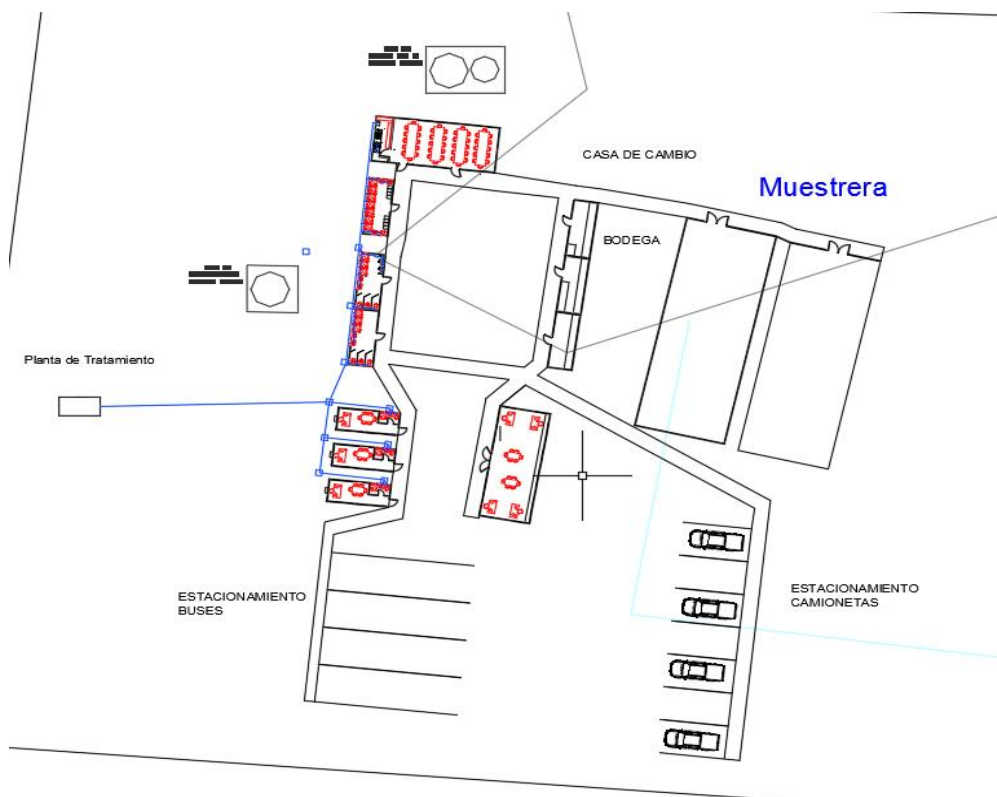 CASA DE CAMBIO
Muestrera
BODEGA
Planta de Tratamiento
ESTACIONAMIENTO
BUSES
ESTACIONAMIENTO
CAMIONETAS